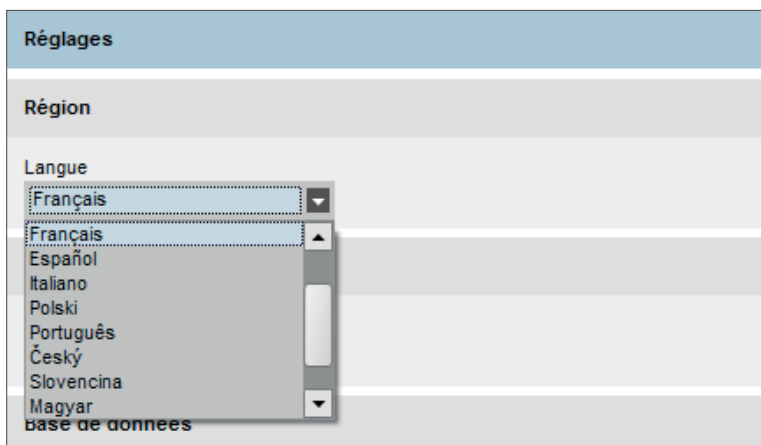 Réglages
Région
Langue
Français
Français
Español
Italiano
Polski
Português
Český
Slovencina
Magyar
Base de données